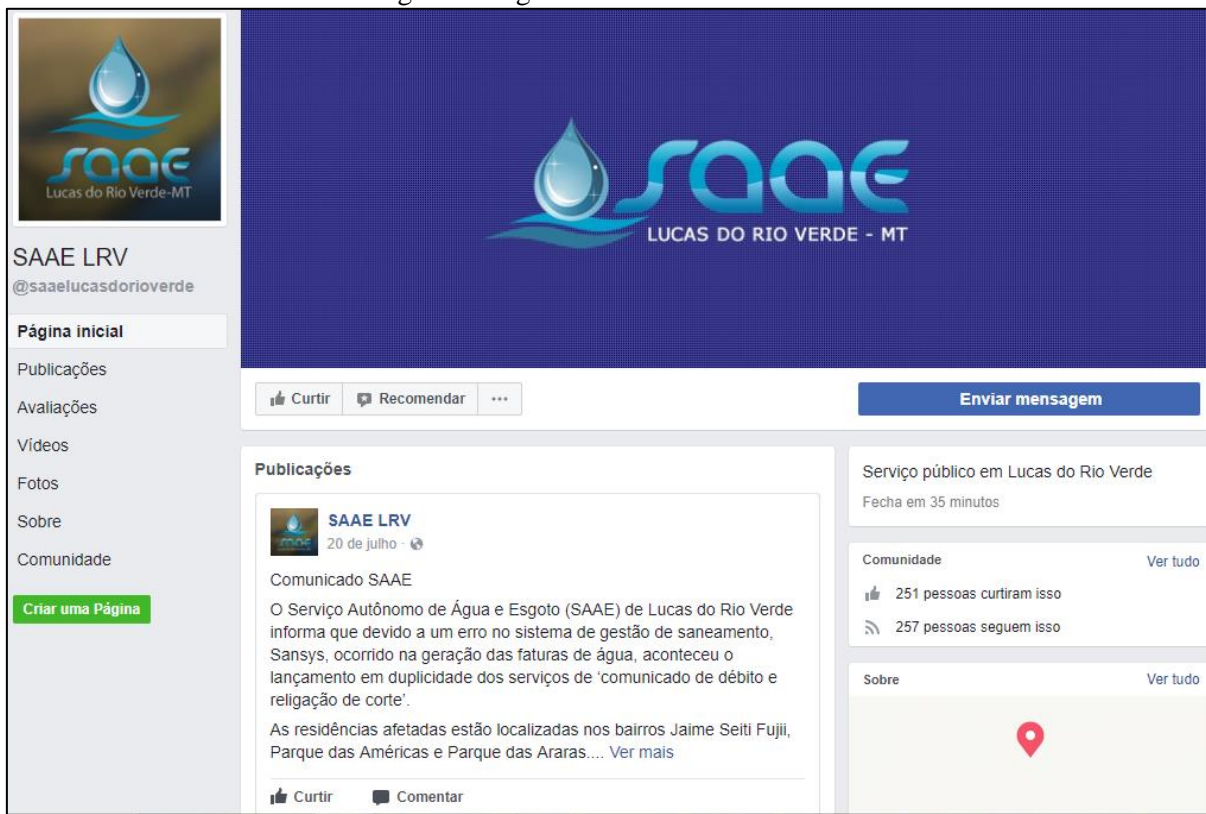 saae
Lucas do Rio Verde-MT
SAAE LRV
@saaelucasdorioverde
Página inicial
Publicações
Avaliações
Vídeos
Fotos
Sobre
Comunidade
Criar uma Página
saae
LUCAS DO RIO VERDE - MT
Curtir Recomendar ...
Enviar mensagem
Publicações
SAAE LRV
20 de julho ·
Comunicado SAAE
O Serviço Autônomo de Água e Esgoto (SAAE) de Lucas do Rio Verde
informa que devido a um erro no sistema de gestão de saneamento,
Sansys, ocorrido na geração das faturas de água, aconteceu o
lançamento em duplicidade dos serviços de ‘comunicado de débito e
religação de corte’.
As residências afetadas estão localizadas nos bairros Jaime Seiti Fujii,
Parque das Américas e Parque das Araras.... Ver mais
Curtir Comentar
Serviço público em Lucas do Rio Verde
Fecha em 35 minutos
Comunidade Ver tudo
251 pessoas curtiram isso
257 pessoas seguem isso
Sobre Ver tudo